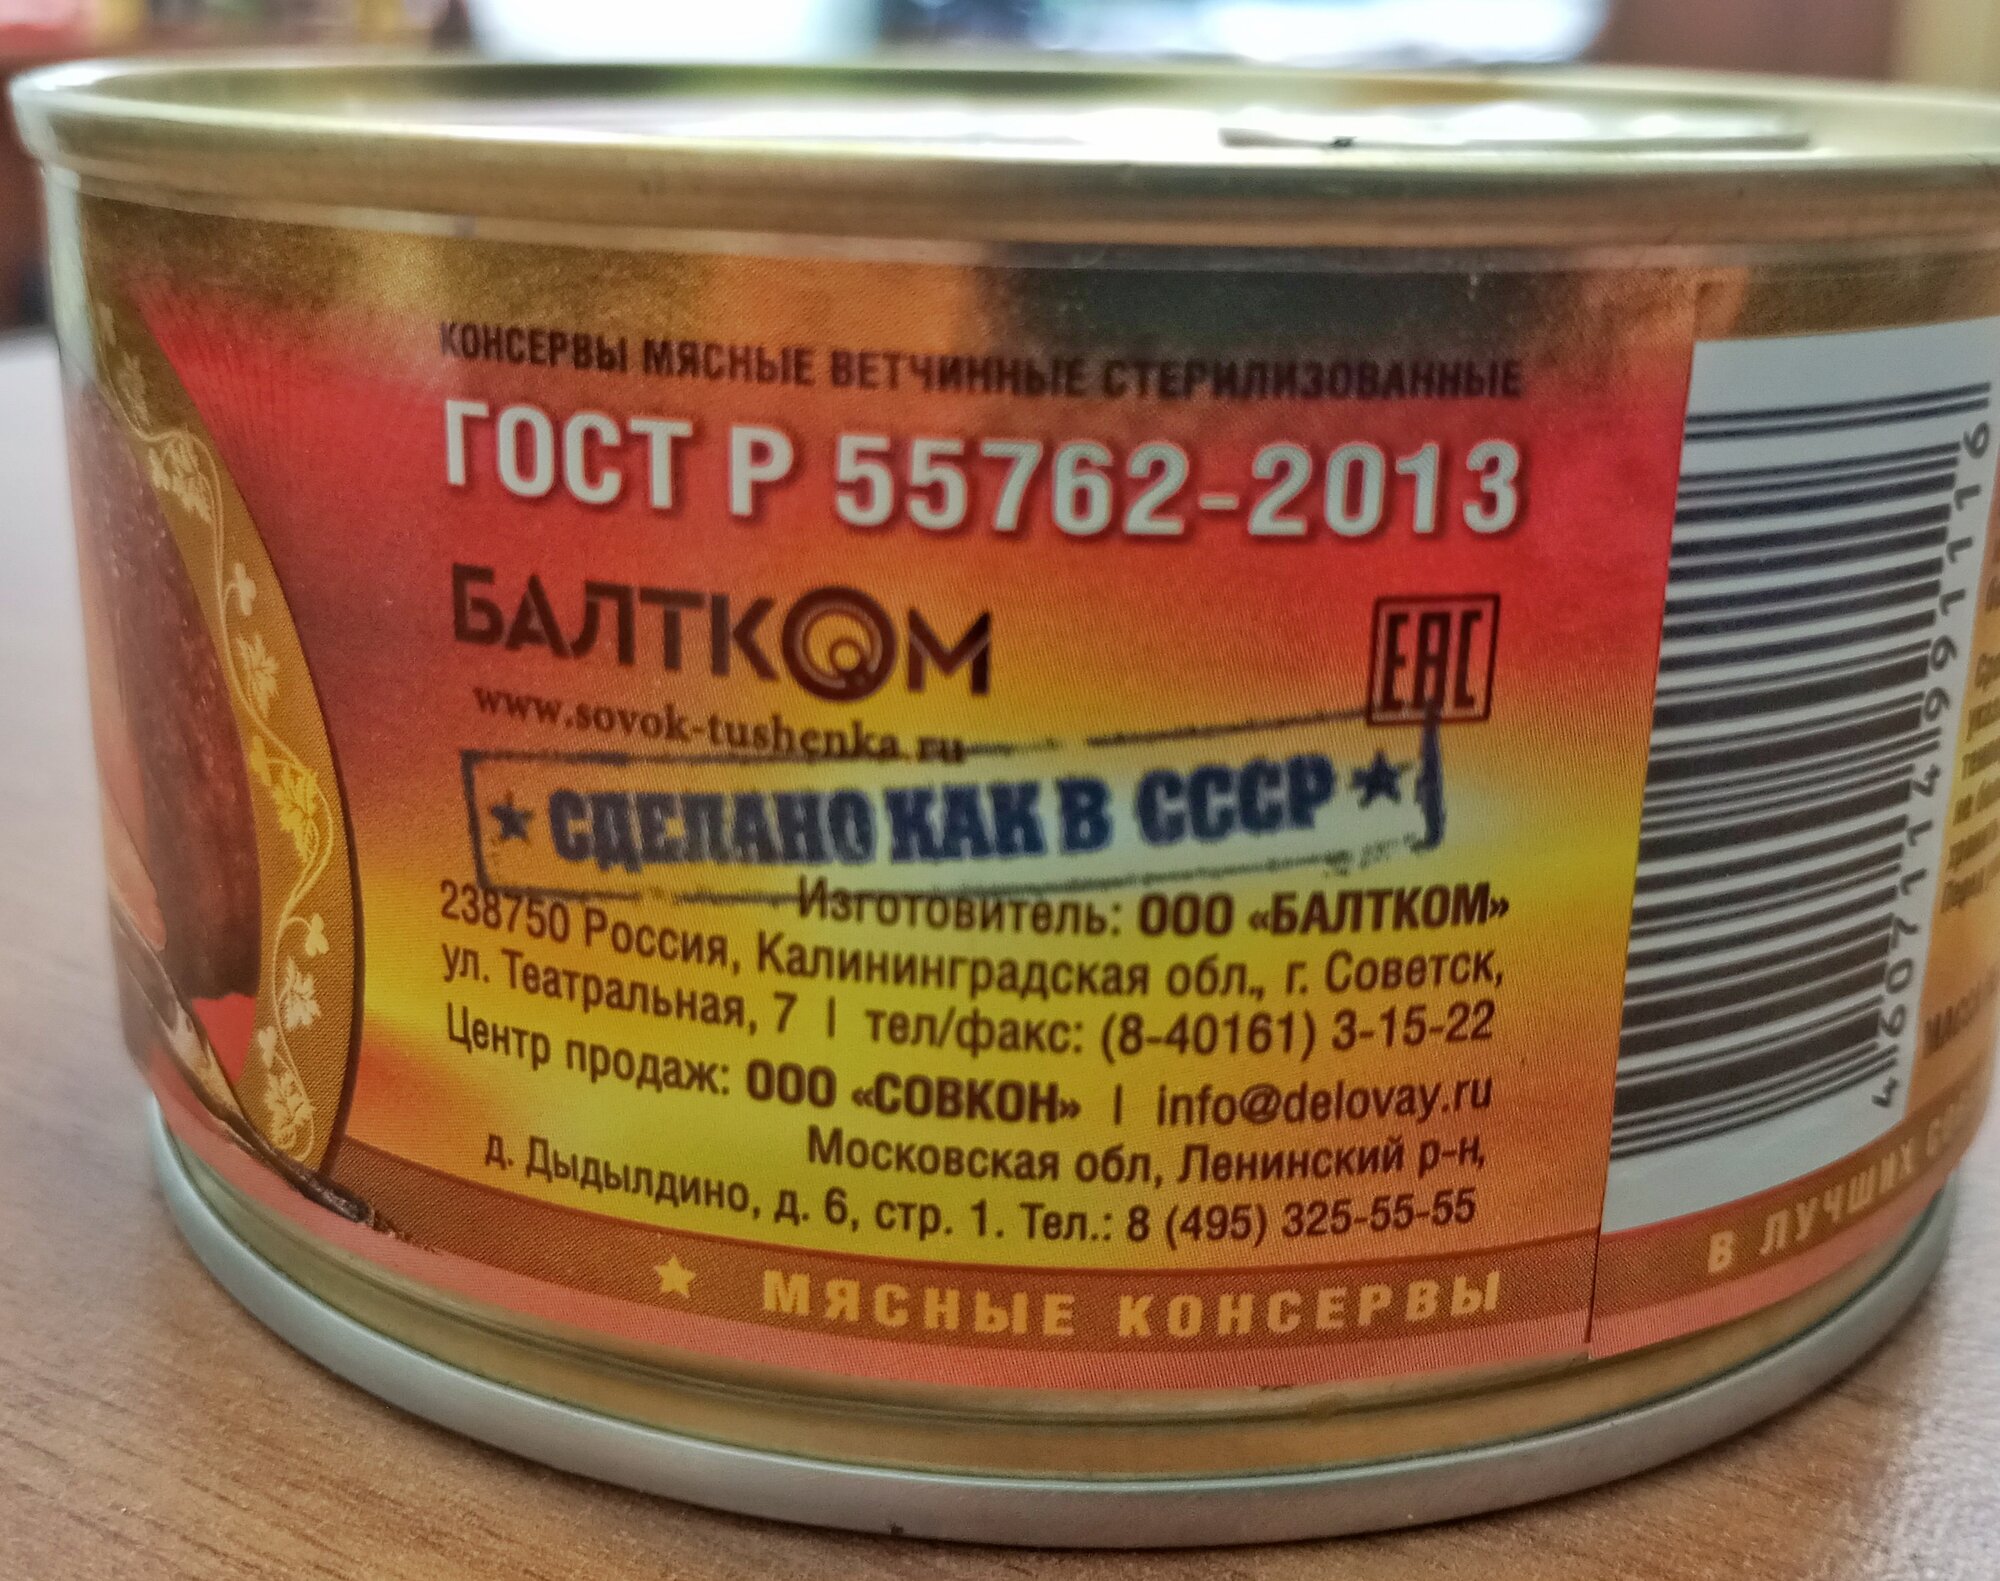 КОНСЕРВЫ МЯСНЫЕ ВЕТЧИННЫЕ СТЕРИЛИЗОВАННЫЕ
ГОСТ Р 55762-2013
БАЛТКОМ
EAC
www.sovok-tushenka.ru
СДЕЛАНО КАК В СССР
Изготовитель: ООО «БАЛТКОМ»
238750 Россия, Калининградская обл., г. Советск,
ул. Театральная, 7 | тел/факс: (8-40161) 3-15-22
Центр продаж: ООО «СОВКОН» | info@delovay.ru
Московская обл, Ленинский р-н,
д. Дыдылдино, д. 6, стр. 1. Тел.: 8 (495) 325-55-55
МЯСНЫЕ КОНСЕРВЫ
4607114991116
В ЛУЧШИХ